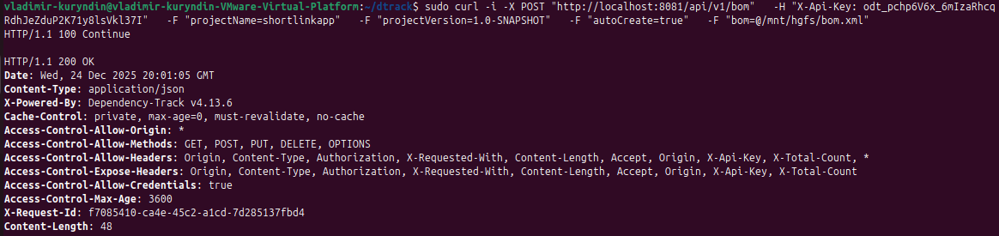 vladimir-kuryndin@vladimir-kuryndin-VMware-Virtual-Platform:~/dtrack$ sudo curl -i -X POST "http://localhost:8081/api/v1/bom"   -H "X-Api-Key: odt_pchp6V6x_6mIzaRhcq
RdhJeZduP2K71y8lsVkl37I"   -F "projectName=shortlinkapp"   -F "projectVersion=1.0-SNAPSHOT"   -F "autoCreate=true"   -F "bom=@/mnt/hgfs/bom.xml"
HTTP/1.1 100 Continue

HTTP/1.1 200 OK
Date: Wed, 24 Dec 2025 20:01:05 GMT
Content-Type: application/json
X-Powered-By: Dependency-Track v4.13.6
Cache-Control: private, max-age=0, must-revalidate, no-cache
Access-Control-Allow-Origin: *
Access-Control-Allow-Methods: GET, POST, PUT, DELETE, OPTIONS
Access-Control-Allow-Headers: Origin, Content-Type, Authorization, X-Requested-With, Content-Length, Accept, Origin, X-Api-Key, X-Total-Count, *
Access-Control-Expose-Headers: Origin, Content-Type, Authorization, X-Requested-With, Content-Length, Accept, Origin, X-Api-Key, X-Total-Count
Access-Control-Allow-Credentials: true
Access-Control-Max-Age: 3600
X-Request-Id: f7085410-ca4e-45c2-a1cd-7d285137fbd4
Content-Length: 48